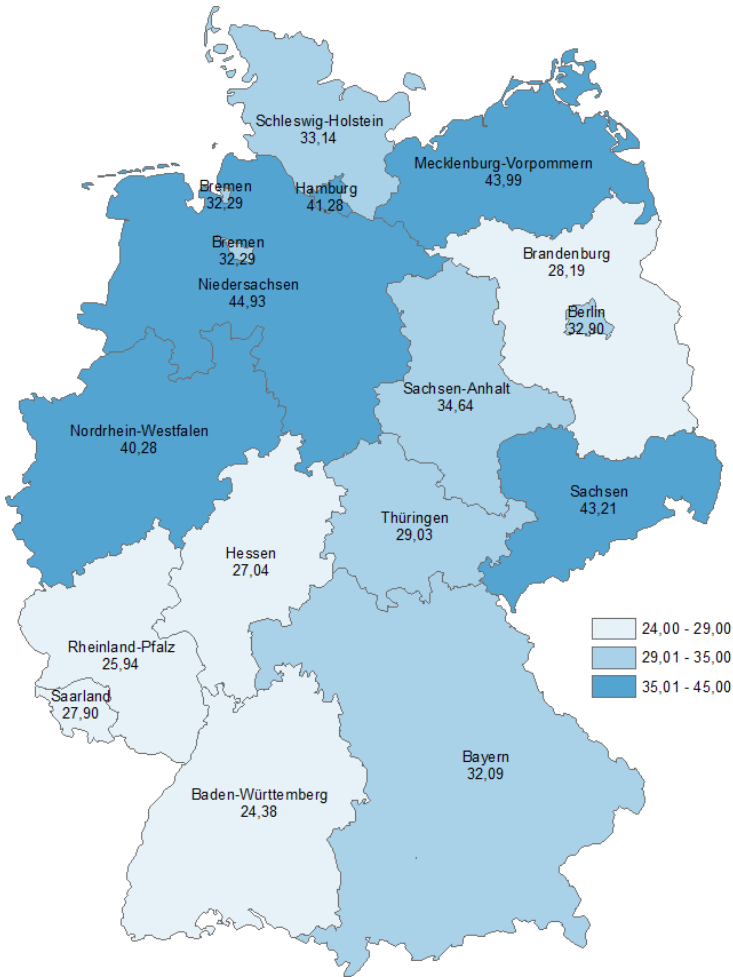 Schleswig-Holstein
33,14
Mecklenburg-Vorpommern
43,99
Bremen
32,29
Hamburg
41,28
Bremen
32,29
Niedersachsen
44,93
Brandenburg
28,19
Berlin
32,90
Sachsen-Anhalt
34,64
Nordrhein-Westfalen
40,28
Sachsen
43,21
Thüringen
29,03
Hessen
27,04
Rheinland-Pfalz
25,94
Saarland
27,90
Bayern
32,09
Baden-Württemberg
24,38
24,00 - 29,00
29,01 - 35,00
35,01 - 45,00